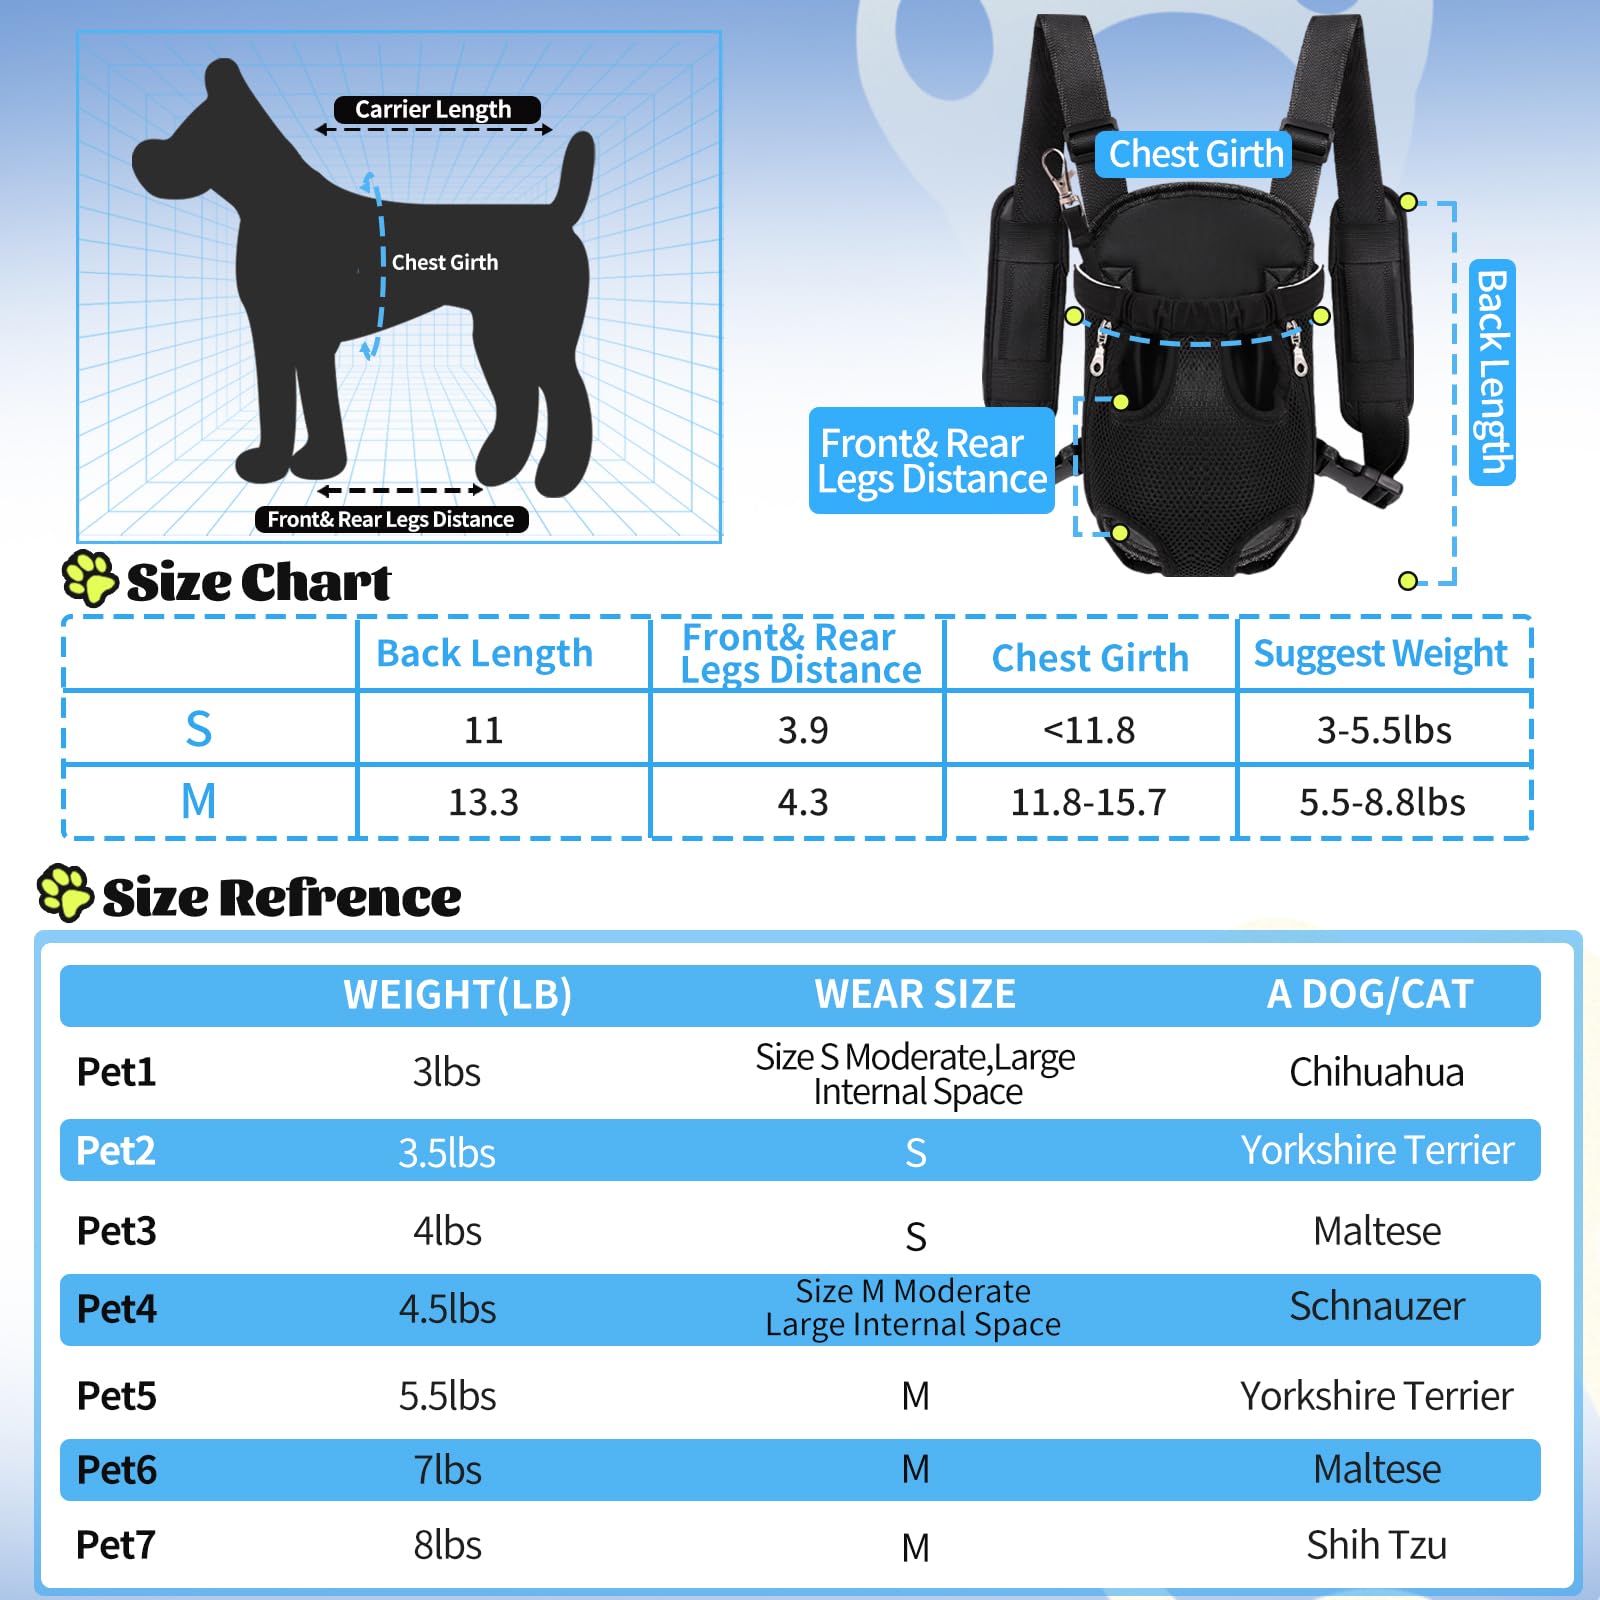 Carrier Length
Chest Girth
Front& Rear Legs Distance
Chest Girth
Back Length
Front& Rear
Legs Distance
Size Chart
Back Length
Front& Rear
Legs Distance
Chest Girth
Suggest Weight
S
11
3.9
<11.8
3-5.5lbs
M
13.3
4.3
11.8-15.7
5.5-8.8lbs
Size Refrence
WEIGHT(LB)
WEAR SIZE
A DOG/CAT
Pet1
3lbs
Size S Moderate,Large
Internal Space
Chihuahua
Pet2
3.5lbs
S
Yorkshire Terrier
Pet3
4lbs
S
Maltese
Pet4
4.5lbs
Size M Moderate
Large Internal Space
Schnauzer
Pet5
5.5lbs
M
Yorkshire Terrier
Pet6
7lbs
M
Maltese
Pet7
8lbs
M
Shih Tzu